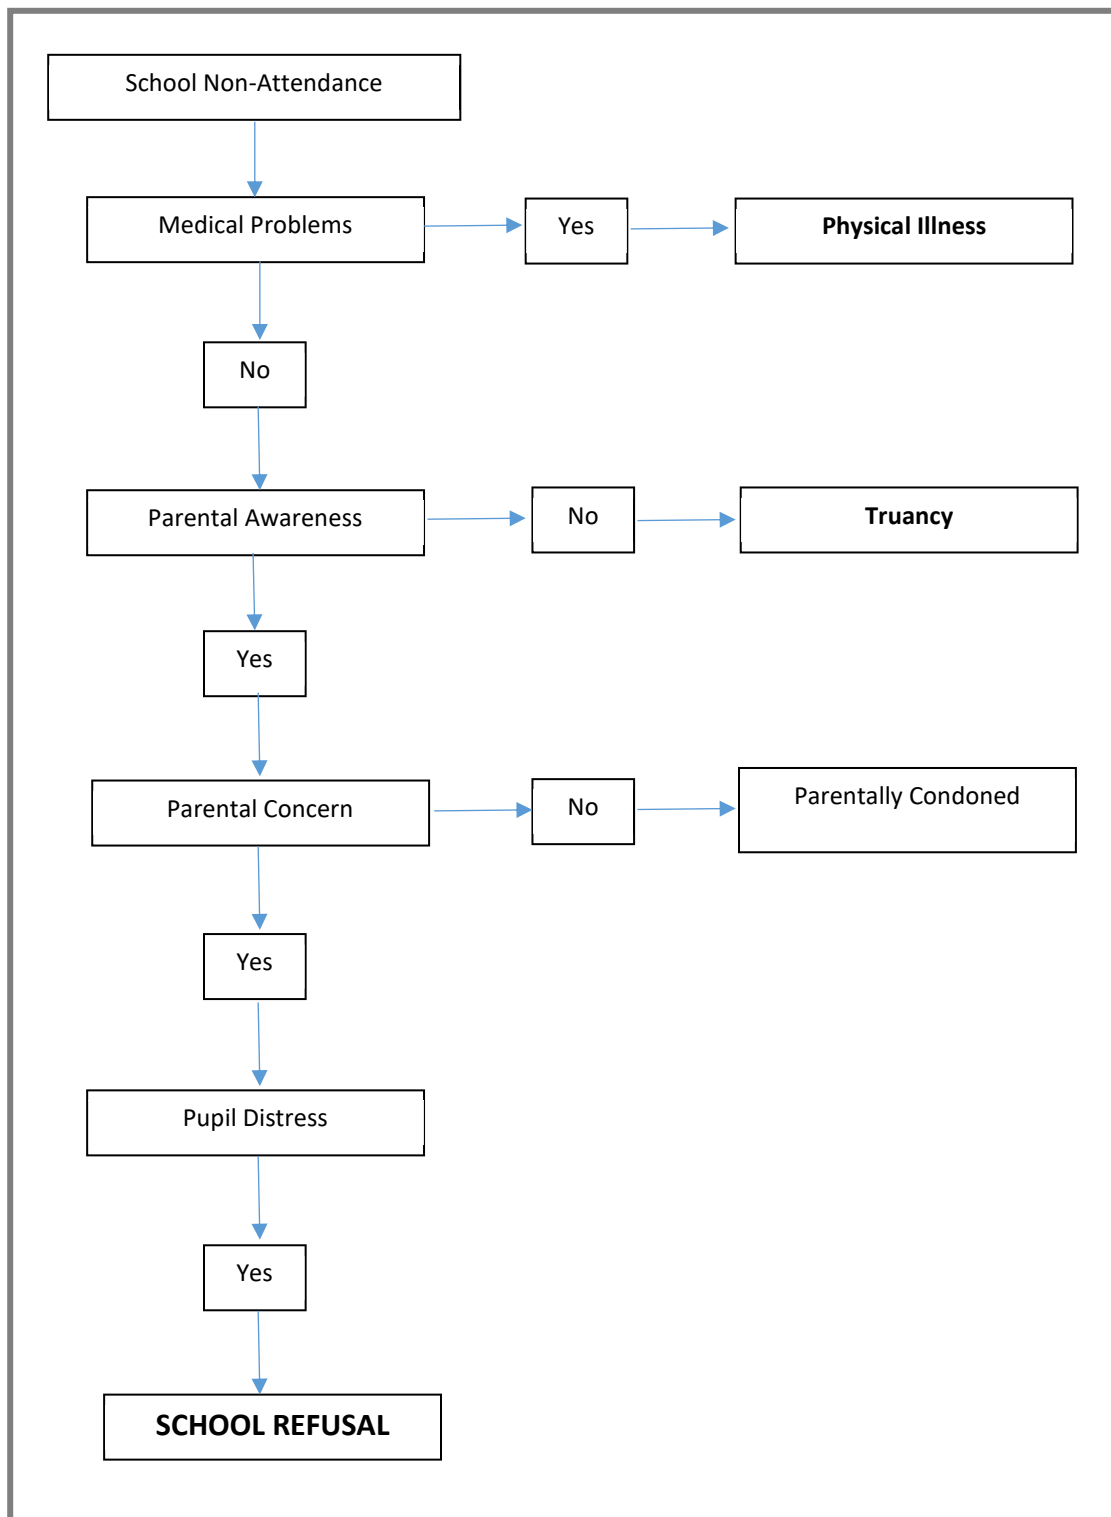 School Non-Attendance
Medical Problems
Yes
Physical Illness
No
Parental Awareness
No
Truancy
Yes
Parental Concern
No
Parentally Condoned
Yes
Pupil Distress
Yes
SCHOOL REFUSAL